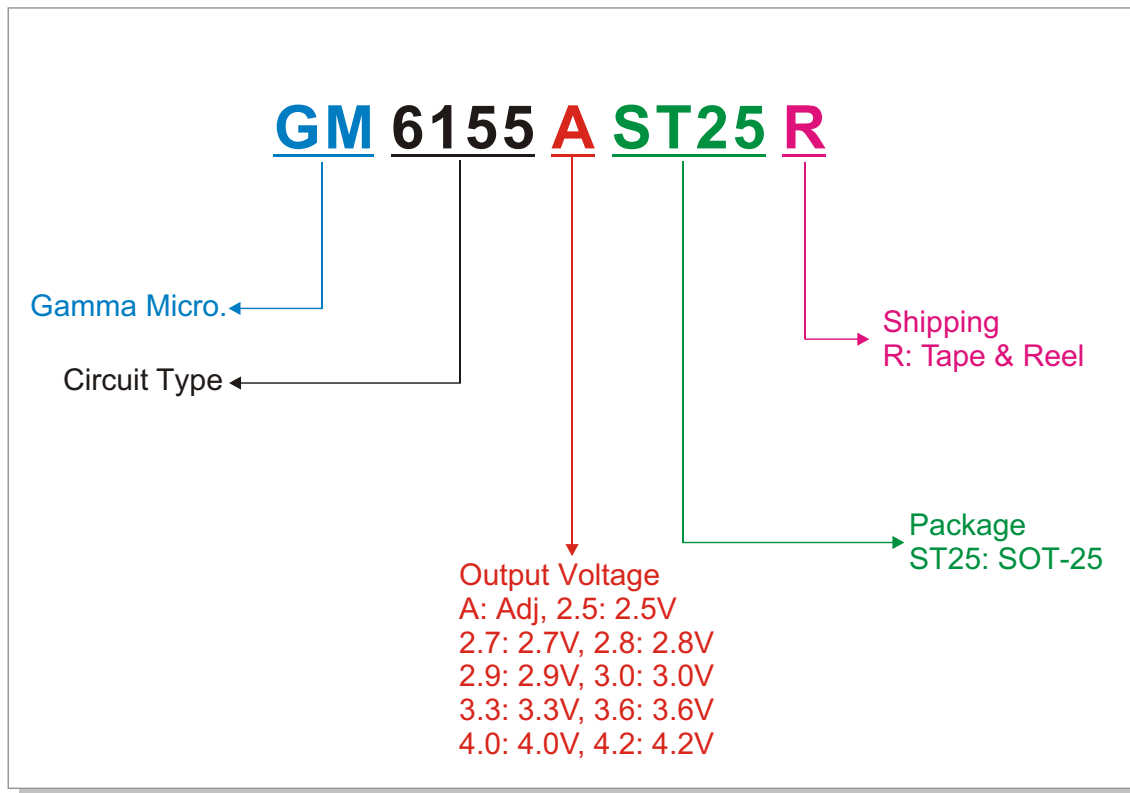 GM 6155 A ST25 R
Gamma Micro.
Circuit Type
Shipping
R: Tape & Reel
Package
ST25: SOT-25
Output Voltage
A: Adj, 2.5: 2.5V
2.7: 2.7V, 2.8: 2.8V
2.9: 2.9V, 3.0: 3.0V
3.3: 3.3V, 3.6: 3.6V
4.0: 4.0V, 4.2: 4.2V